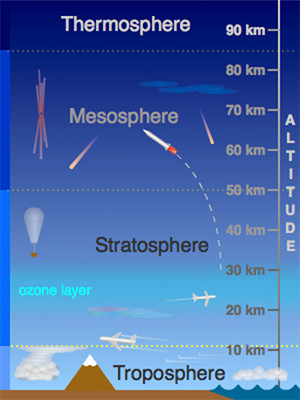 Thermosphere
90 km
80 km
70 km
Mesosphere
60 km
50 km
40 km
Stratosphere
30 km
ozone layer
20 km
10 km
Troposphere
ALTITUDE